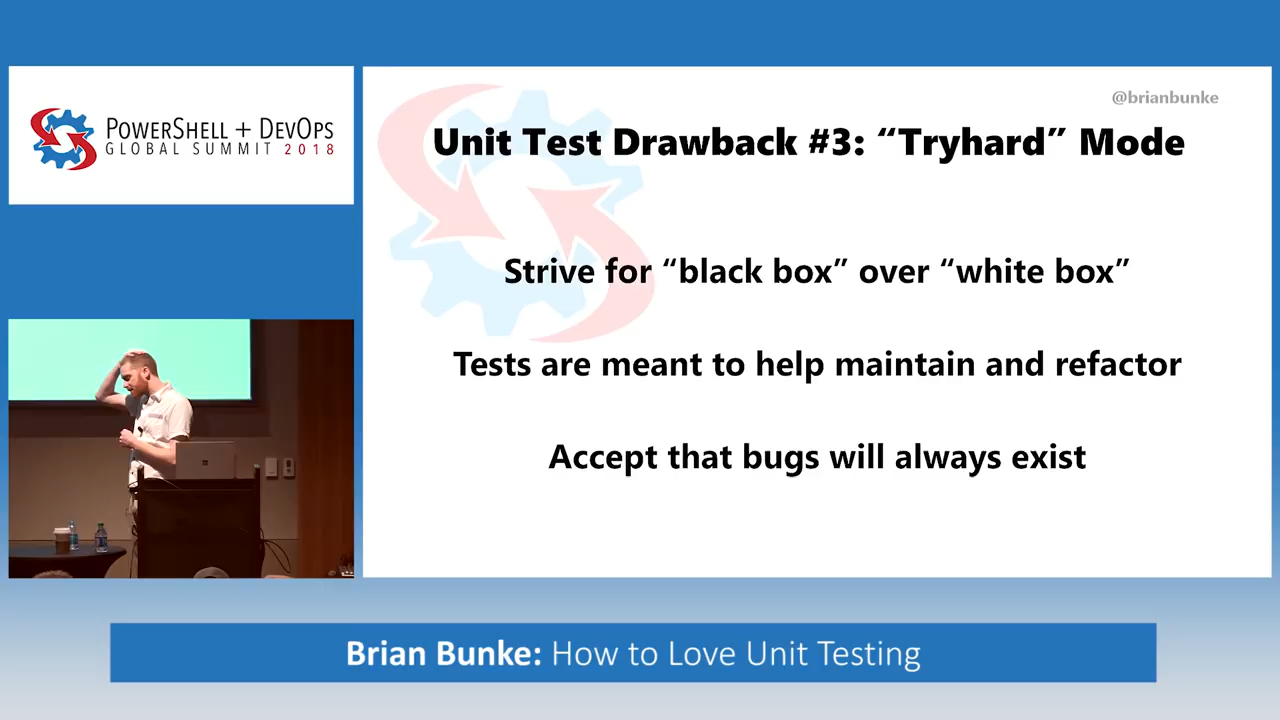 POWERSHELL + DEVOPS
GLOBAL SUMMIT 2018
@brianbunke
Unit Test Drawback #3: “Tryhard” Mode
Strive for “black box” over “white box”
Tests are meant to help maintain and refactor
Accept that bugs will always exist
Brian Bunke: How to Love Unit Testing